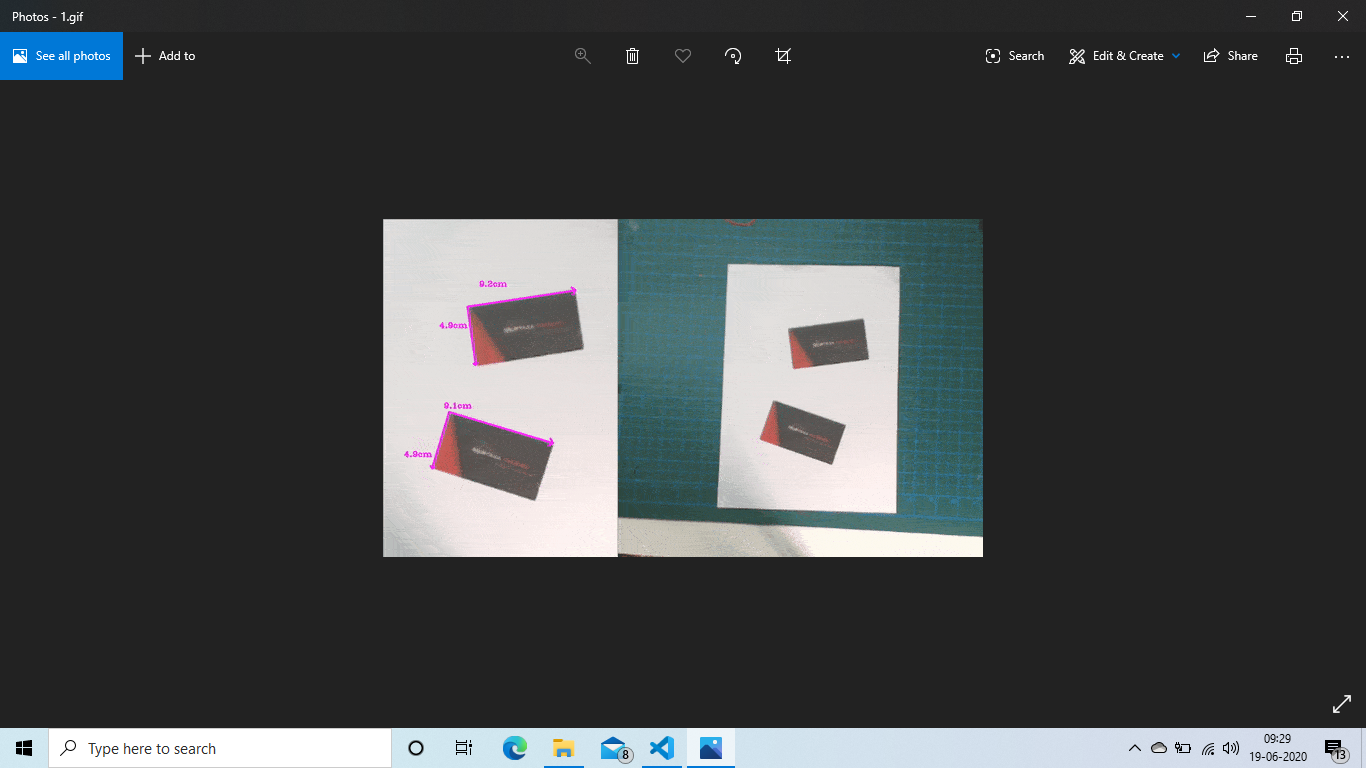 Photos - 1.gif
See all photos
Add to
Search
Edit & Create
Share
9.2cm
4.9cm
9.1cm
4.9cm
Type here to search
8
09:29
19-06-2020
13